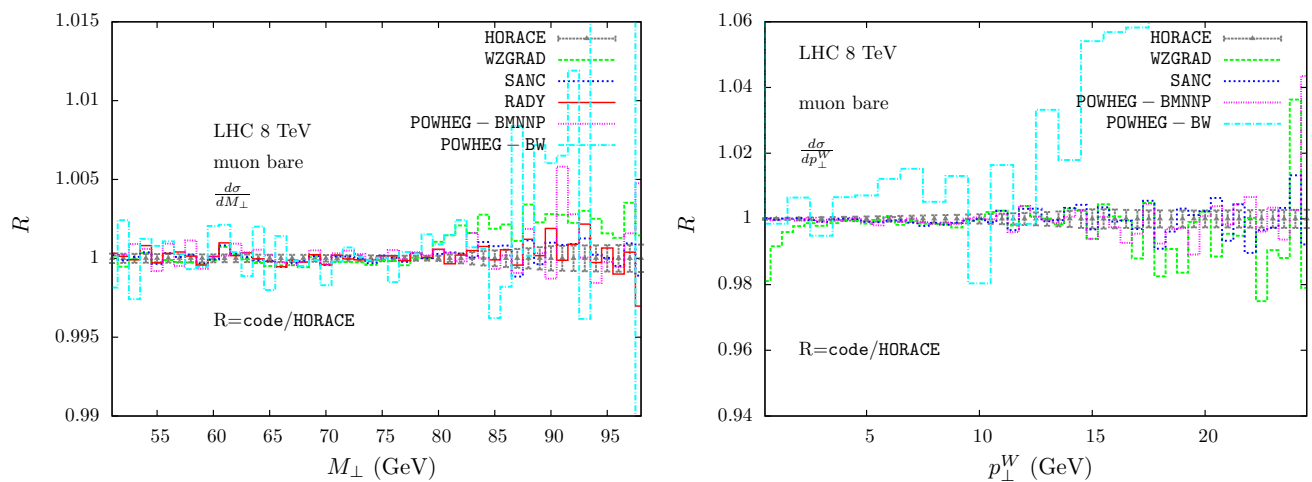 1.015
1.01
1.005
1
0.995
0.99
R
HORACE
WZGRAD
SANC
RADY
POWHEG − BMNNP
POWHEG − BW
LHC 8 TeV
muon bare
dσ
dM⊥
R=code/HORACE
55 60 65 70 75 80 85 90 95
M⊥ (GeV)
1.06
1.04
1.02
1
0.98
0.96
0.94
R
HORACE
WZGRAD
SANC
POWHEG − BMNNP
POWHEG − BW
LHC 8 TeV
muon bare
dσ
dp⊥^W
R=code/HORACE
5 10 15 20
p⊥^W (GeV)